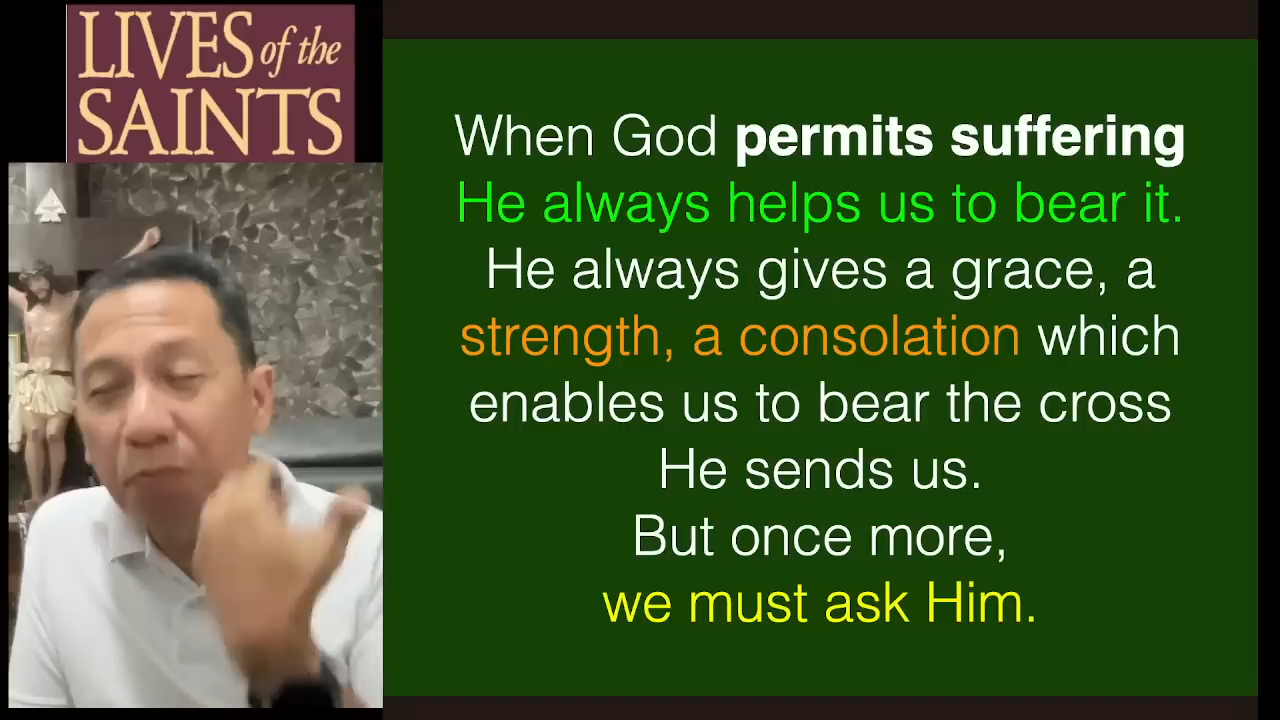 LIVES of the
SAINTS
When God permits suffering
He always helps us to bear it.
He always gives a grace, a
strength, a consolation which
enables us to bear the cross
He sends us.
But once more,
we must ask Him.